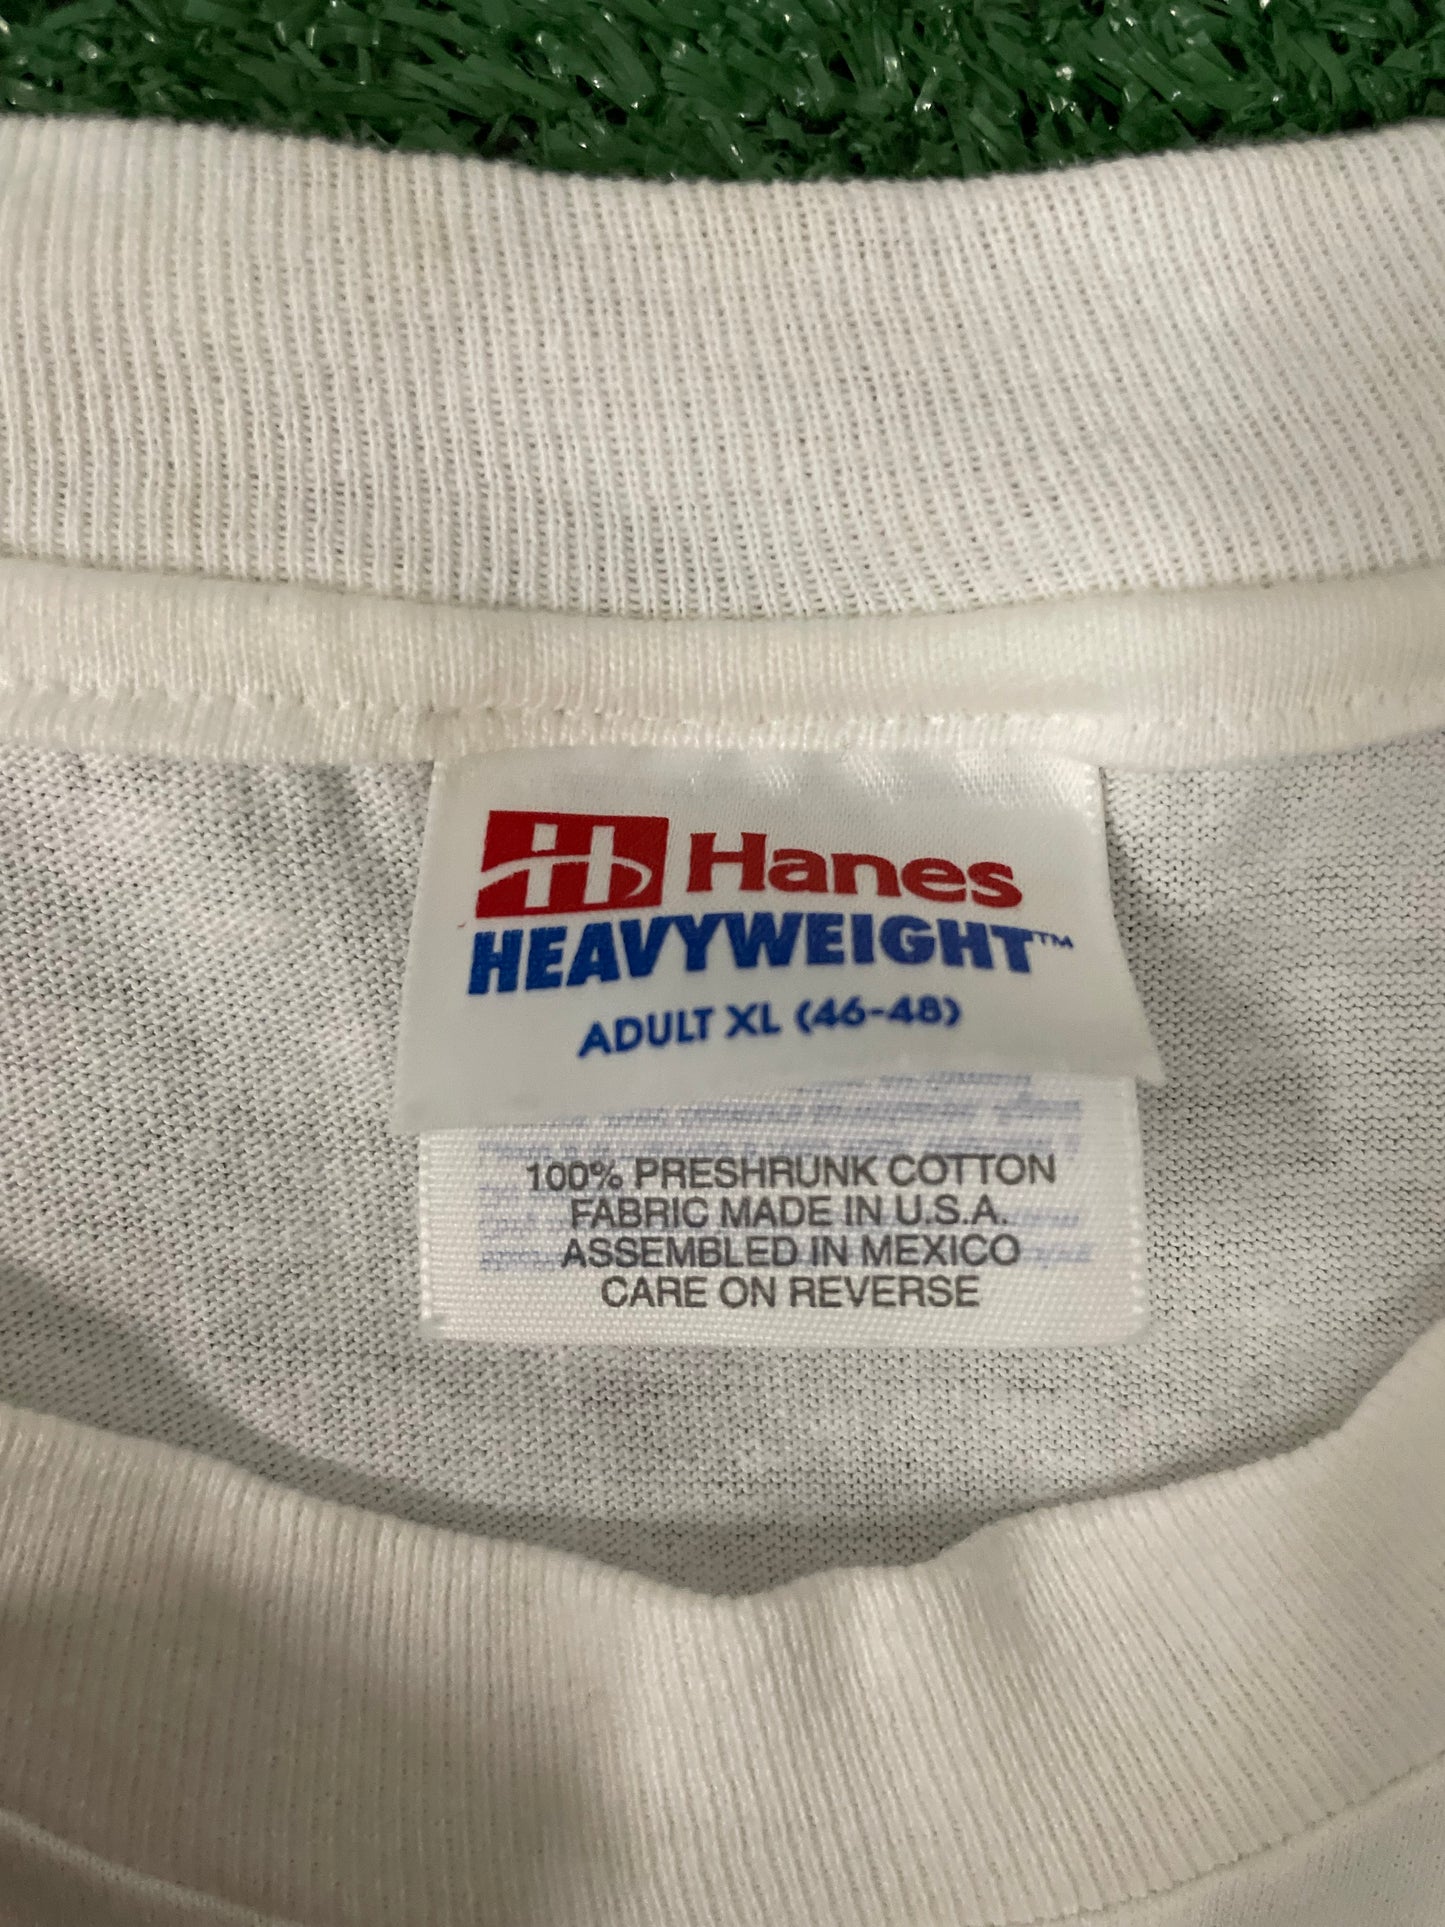 Hanes
HEAVYWEIGHT™
ADULT XL (46-48)
100% PRESHRUNK COTTON
FABRIC MADE IN U.S.A.
ASSEMBLED IN MEXICO
CARE ON REVERSE